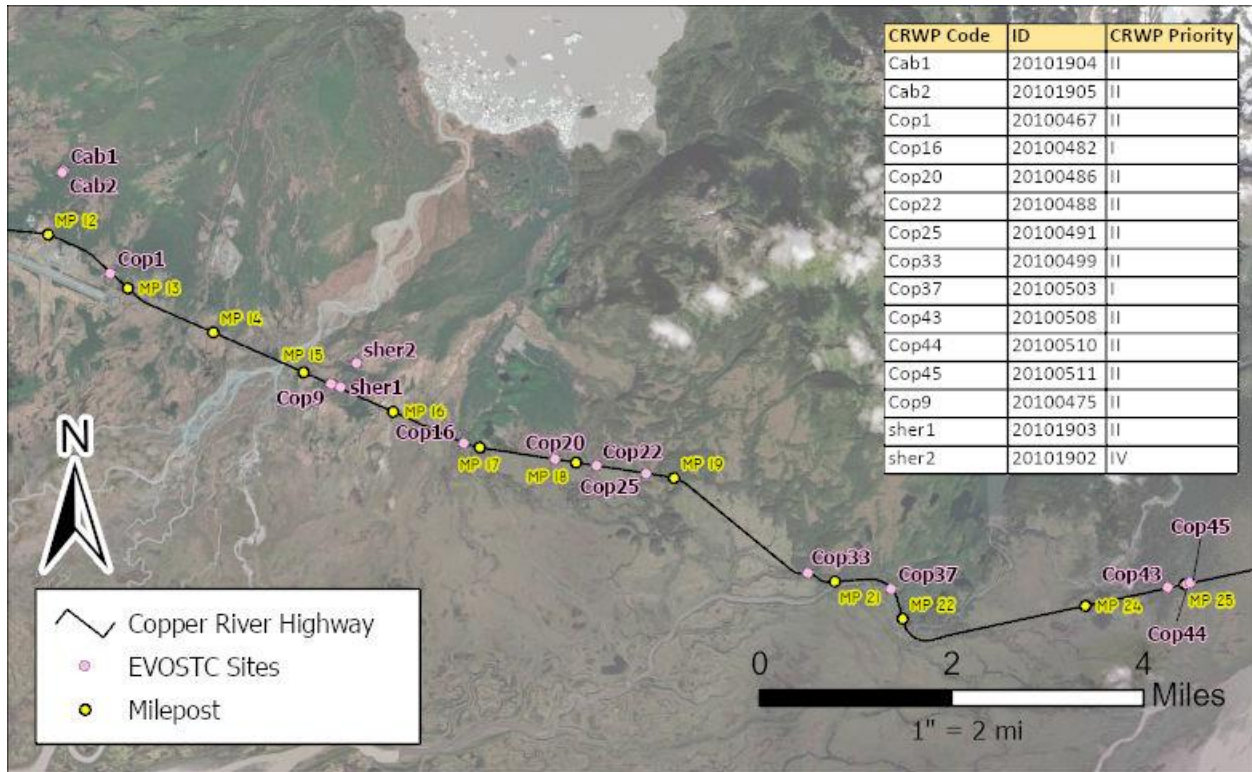 CRWP Code ID CRWP Priority
Cab1 20101904 II
Cab2 20101905 II
Cop1 20100467 II
Cop16 20100482 I
Cop20 20100486 II
Cop22 20100488 II
Cop25 20100491 II
Cop33 20100499 II
Cop37 20100503 I
Cop43 20100508 II
Cop44 20100510 II
Cop45 20100511 II
Cop9 20100475 II
sher1 20101903 II
sher2 20101902 IV
Cab1
Cab2
MP 12
Cop1
MP 13
MP 14
MP 15
sher2
Cop9
sher1
MP 16
Cop16
MP 17
Cop20
MP 18
Cop22
Cop25
MP 19
Cop33
MP 21
Cop37
MP 22
MP 24
Cop43
Cop45
MP 25
Cop44
N
Copper River Highway
EVOSTC Sites
Milepost
0 2 4
Miles
1" = 2 mi